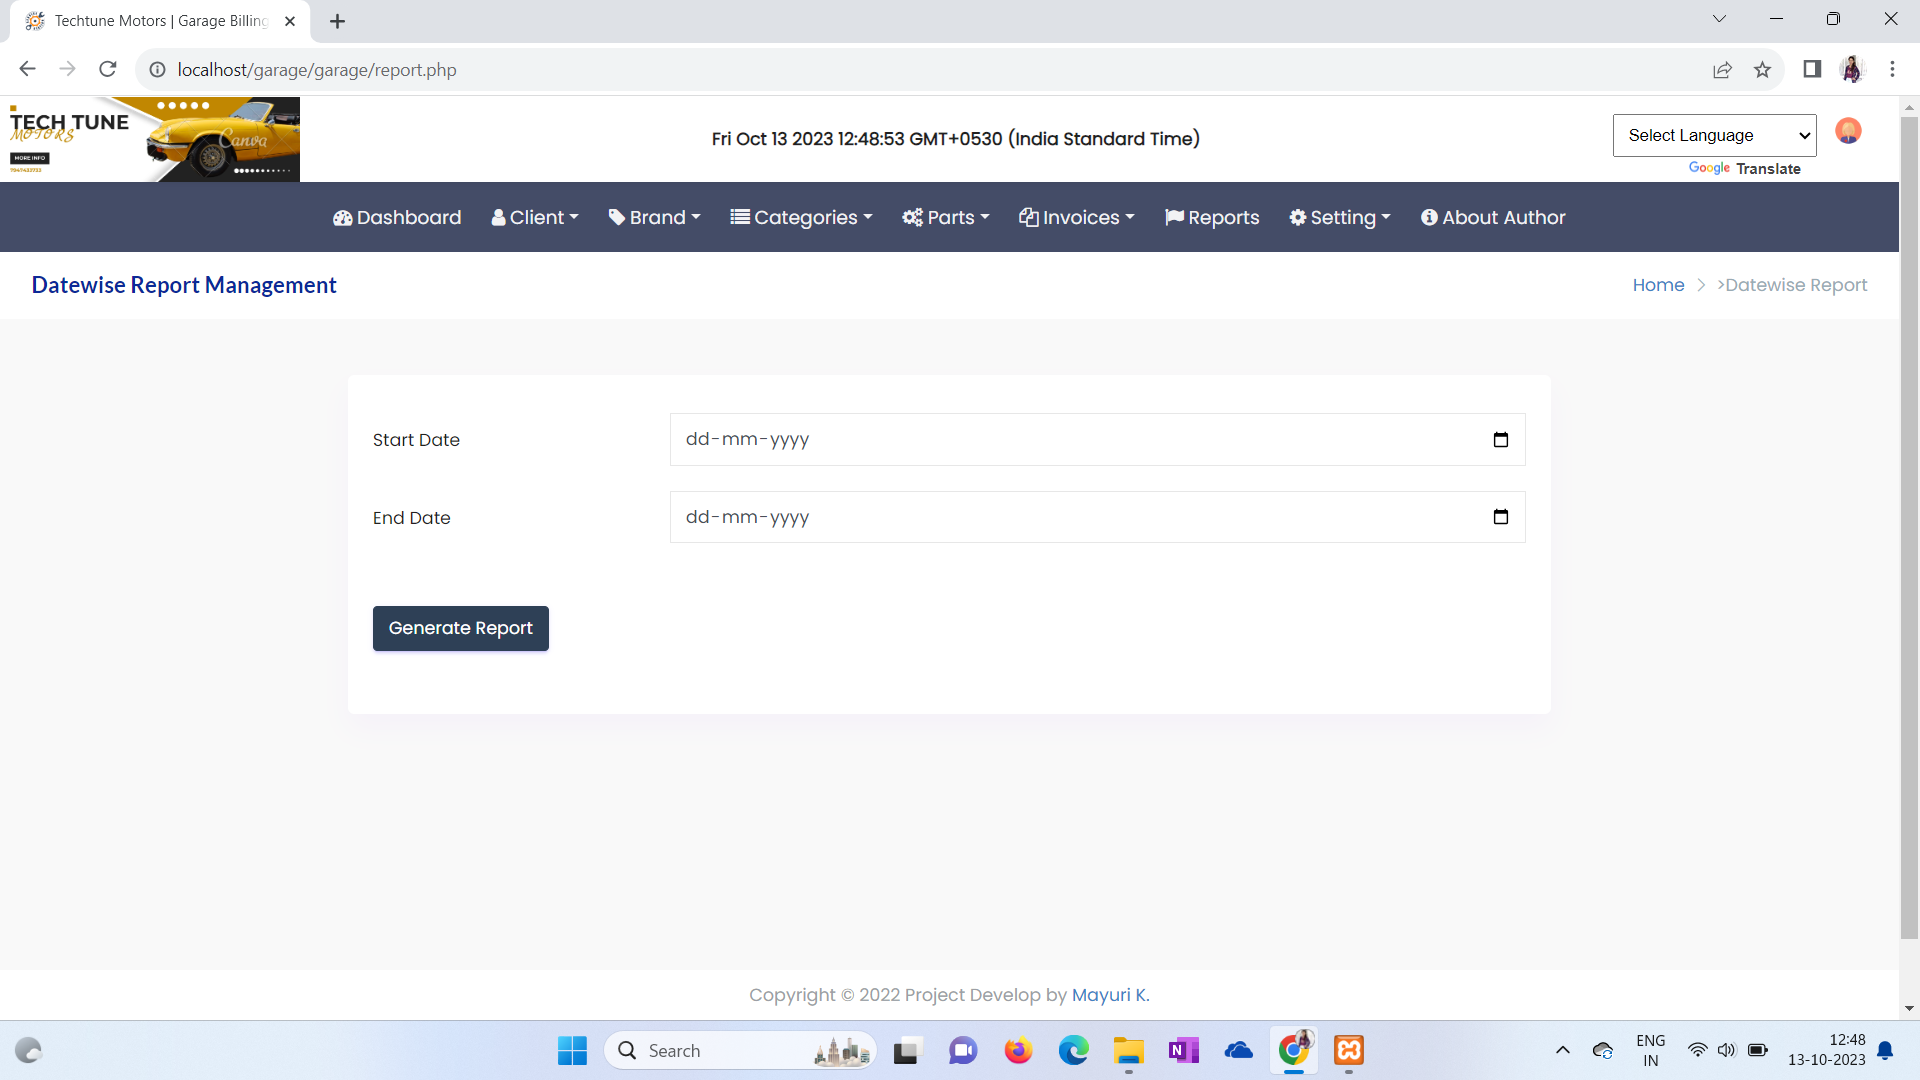 Techtune Motors | Garage Billing
localhost/garage/garage/report.php
TECH TUNE
MOTORS
MORE INFO
7847432733
Canva
Fri Oct 13 2023 12:48:53 GMT+0530 (India Standard Time)
Select Language
Google Translate
Dashboard Client Brand Categories Parts Invoices Reports Setting About Author
Datewise Report Management
Home >Datewise Report
Start Date
dd-mm-yyyy
End Date
dd-mm-yyyy
Generate Report
Copyright © 2022 Project Develop by Mayuri K.
Search
N
ENG
IN
12:48
13-10-2023